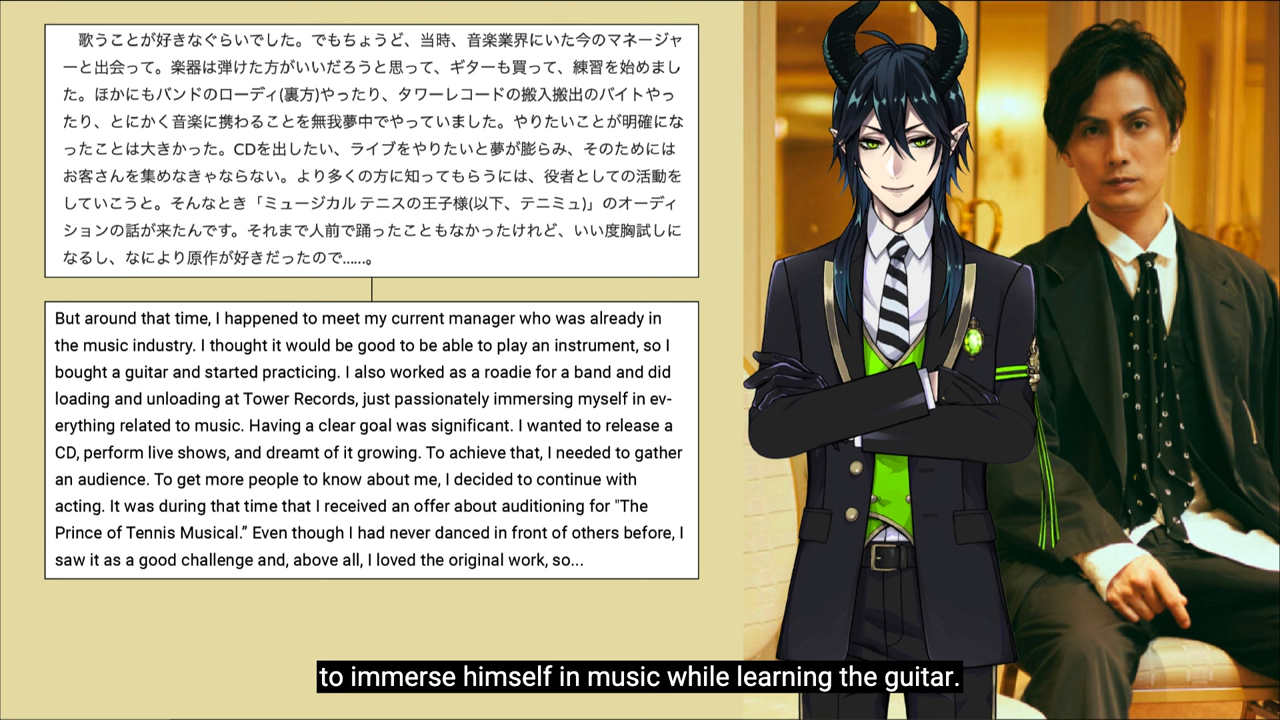 歌うことが好きなぐらいでした。でもちょうど、当時、音楽業界にいた今のマネージャ
ーと出会って。楽器は弾けた方がいいだろうと思って、ギターも買って、練習を始めまし
た。ほかにもバンドのローディ(裏方)やったり、タワーレコードの搬入搬出のバイトやっ
たり、とにかく音楽に携わることを無我夢中でやっていました。やりたいことが明確にな
ったことは大きかった。CDを出したい、ライブをやりたいと夢が膨らみ、そのためには
お客さんを集めなきゃならない。より多くの方に知ってもらうには、役者としての活動を
していこうと。そんなとき「ミュージカル テニスの王子様(以下、テニミュ)」のオーディ
ションの話が来たんです。それまで人前で踊ったこともなかったけれど、いい度胸試しに
なるし、なにより原作が好きだったので……。
But around that time, I happened to meet my current manager who was already in
the music industry. I thought it would be good to be able to play an instrument, so I
bought a guitar and started practicing. I also worked as a roadie for a band and did
loading and unloading at Tower Records, just passionately immersing myself in ev-
erything related to music. Having a clear goal was significant. I wanted to release a
CD, perform live shows, and dreamt of it growing. To achieve that, I needed to gather
an audience. To get more people to know about me, I decided to continue with
acting. It was during that time that I received an offer about auditioning for "The
Prince of Tennis Musical.” Even though I had never danced in front of others before, I
saw it as a good challenge and, above all, I loved the original work, so...
to immerse himself in music while learning the guitar.